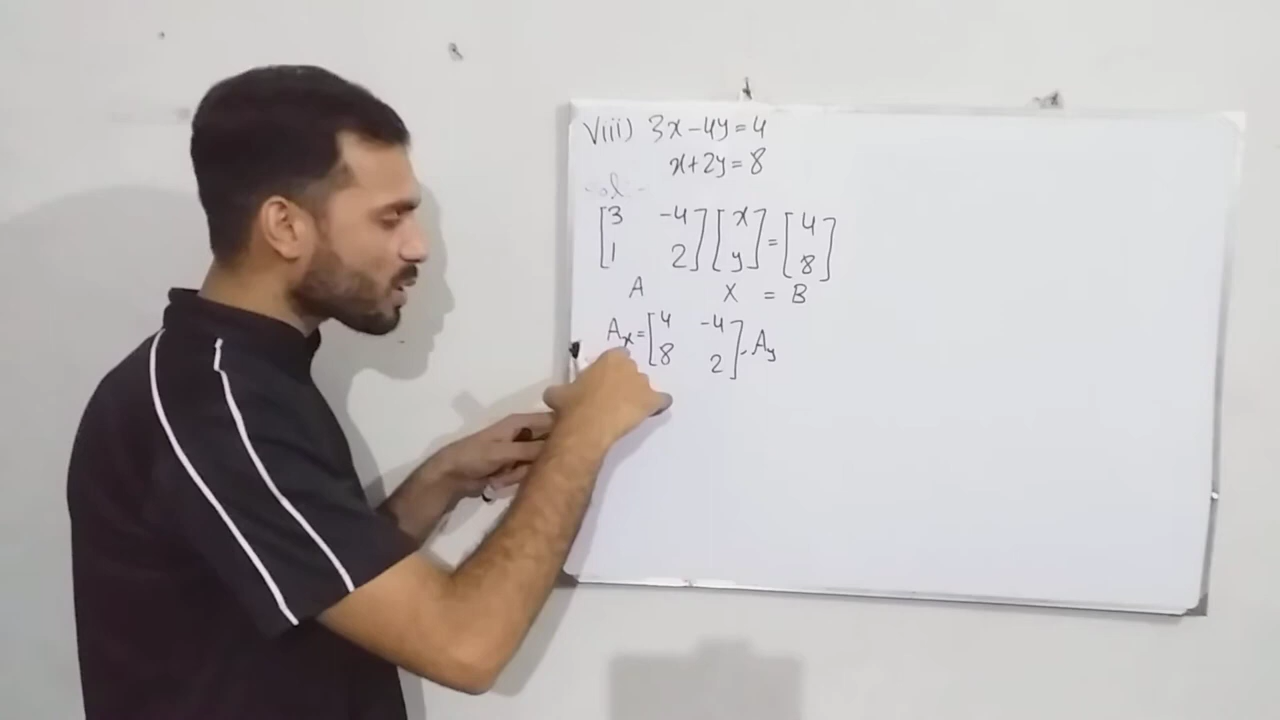 Viii) 3x-4y=4
x+2y=8
[3 -4] [x] = [4]
[1 2] [y] [8]
A X = B
Ax = [4 -4], Ay
[8 2]